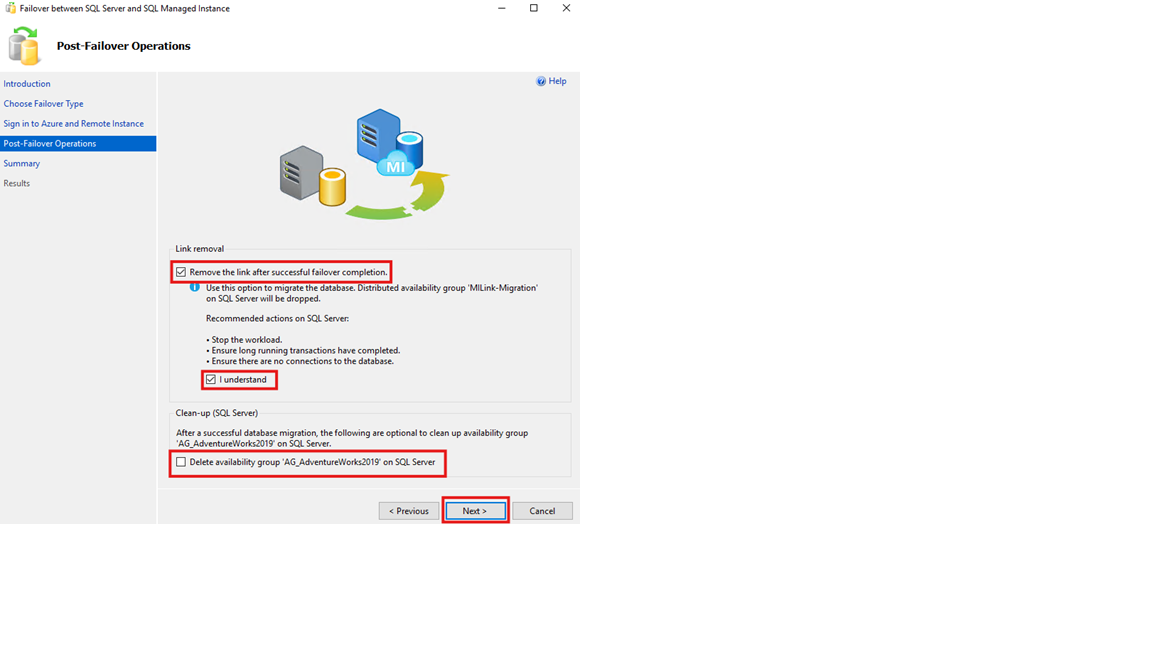 Failover between SQL Server and SQL Managed Instance
Post-Failover Operations
Introduction
Choose Failover Type
Sign in to Azure and Remote Instance
Post-Failover Operations
Summary
Results
Help
MI
Link removal
Remove the link after successful failover completion.
Use this option to migrate the database. Distributed availability group 'MILink-Migration'
on SQL Server will be dropped.
Recommended actions on SQL Server:
• Stop the workload.
• Ensure long running transactions have completed.
• Ensure there are no connections to the database.
I understand
Clean-up (SQL Server)
After a successful database migration, the following are optional to clean up availability group
'AG_AdventureWorks2019' on SQL Server.
Delete availability group 'AG_AdventureWorks2019' on SQL Server
< Previous
Next >
Cancel